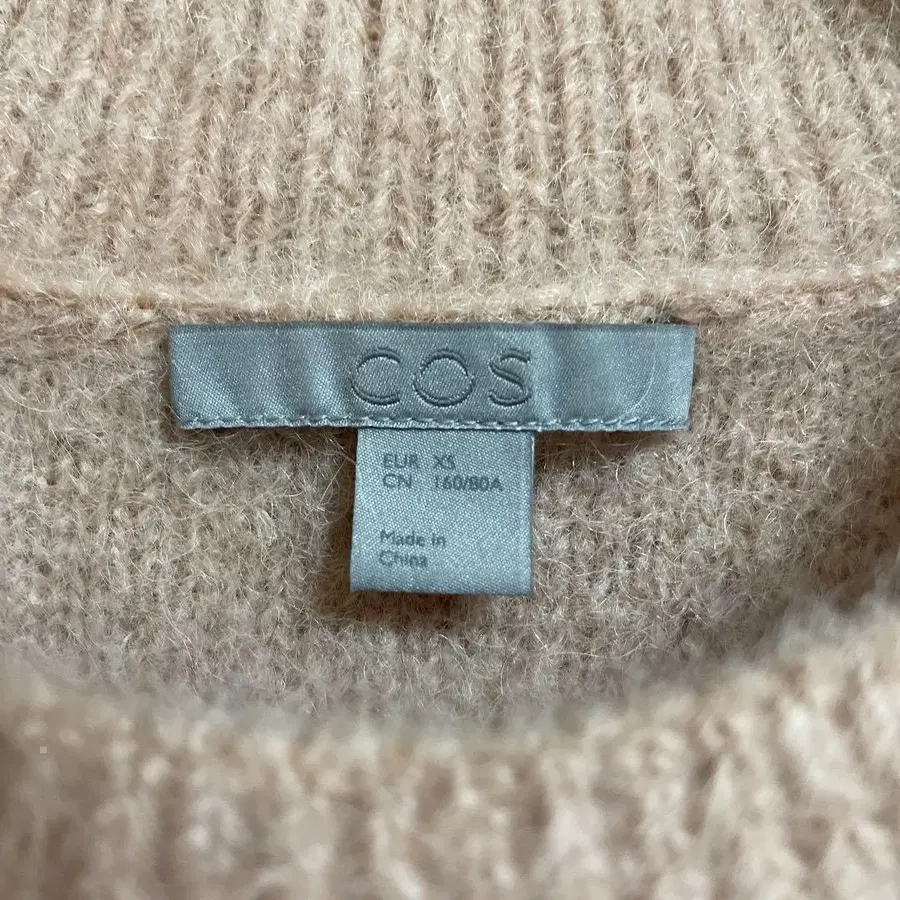 COS
EUR XS
CN 160/80A
Made in
China